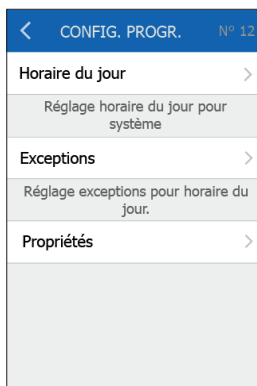 CONFIG. PROGR. N° 12
Horaire du jour
Réglage horaire du jour pour
système
Exceptions
Réglage exceptions pour horaire du
jour.
Propriétés